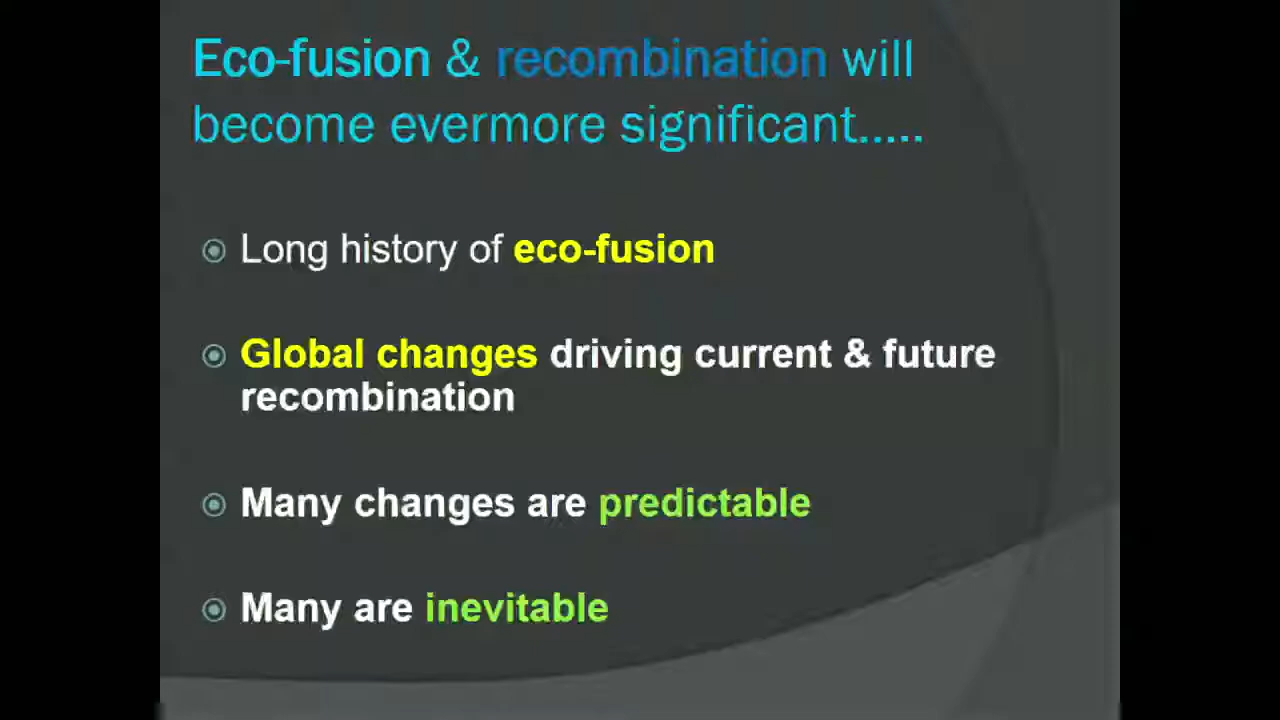 Eco-fusion & recombination will
become evermore significant.....
Long history of eco-fusion
Global changes driving current & future
recombination
Many changes are predictable
Many are inevitable